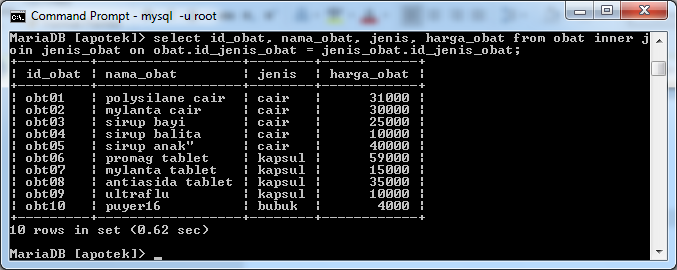 Command Prompt - mysql -u root
MariaDB [apotek]> select id_obat, nama_obat, jenis, harga_obat from obat inner j
oin jenis_obat on obat.id_jenis_obat = jenis_obat.id_jenis_obat;
+---------+------------------+--------+------------+
| id_obat | nama_obat        | jenis  | harga_obat |
+---------+------------------+--------+------------+
| obt01   | polysilane cair  | cair   |      31000 |
| obt02   | mylanta cair     | cair   |      30000 |
| obt03   | sirup bayi       | cair   |      25000 |
| obt04   | sirup balita     | cair   |      10000 |
| obt05   | sirup anak"      | cair   |      40000 |
| obt06   | promag tablet    | kapsul |      59000 |
| obt07   | mylanta tablet   | kapsul |      15000 |
| obt08   | antiasida tablet | kapsul |      35000 |
| obt09   | ultraflu         | kapsul |      10000 |
| obt10   | puyer16          | bubuk  |       4000 |
+---------+------------------+--------+------------+
10 rows in set (0.62 sec)
MariaDB [apotek]> _